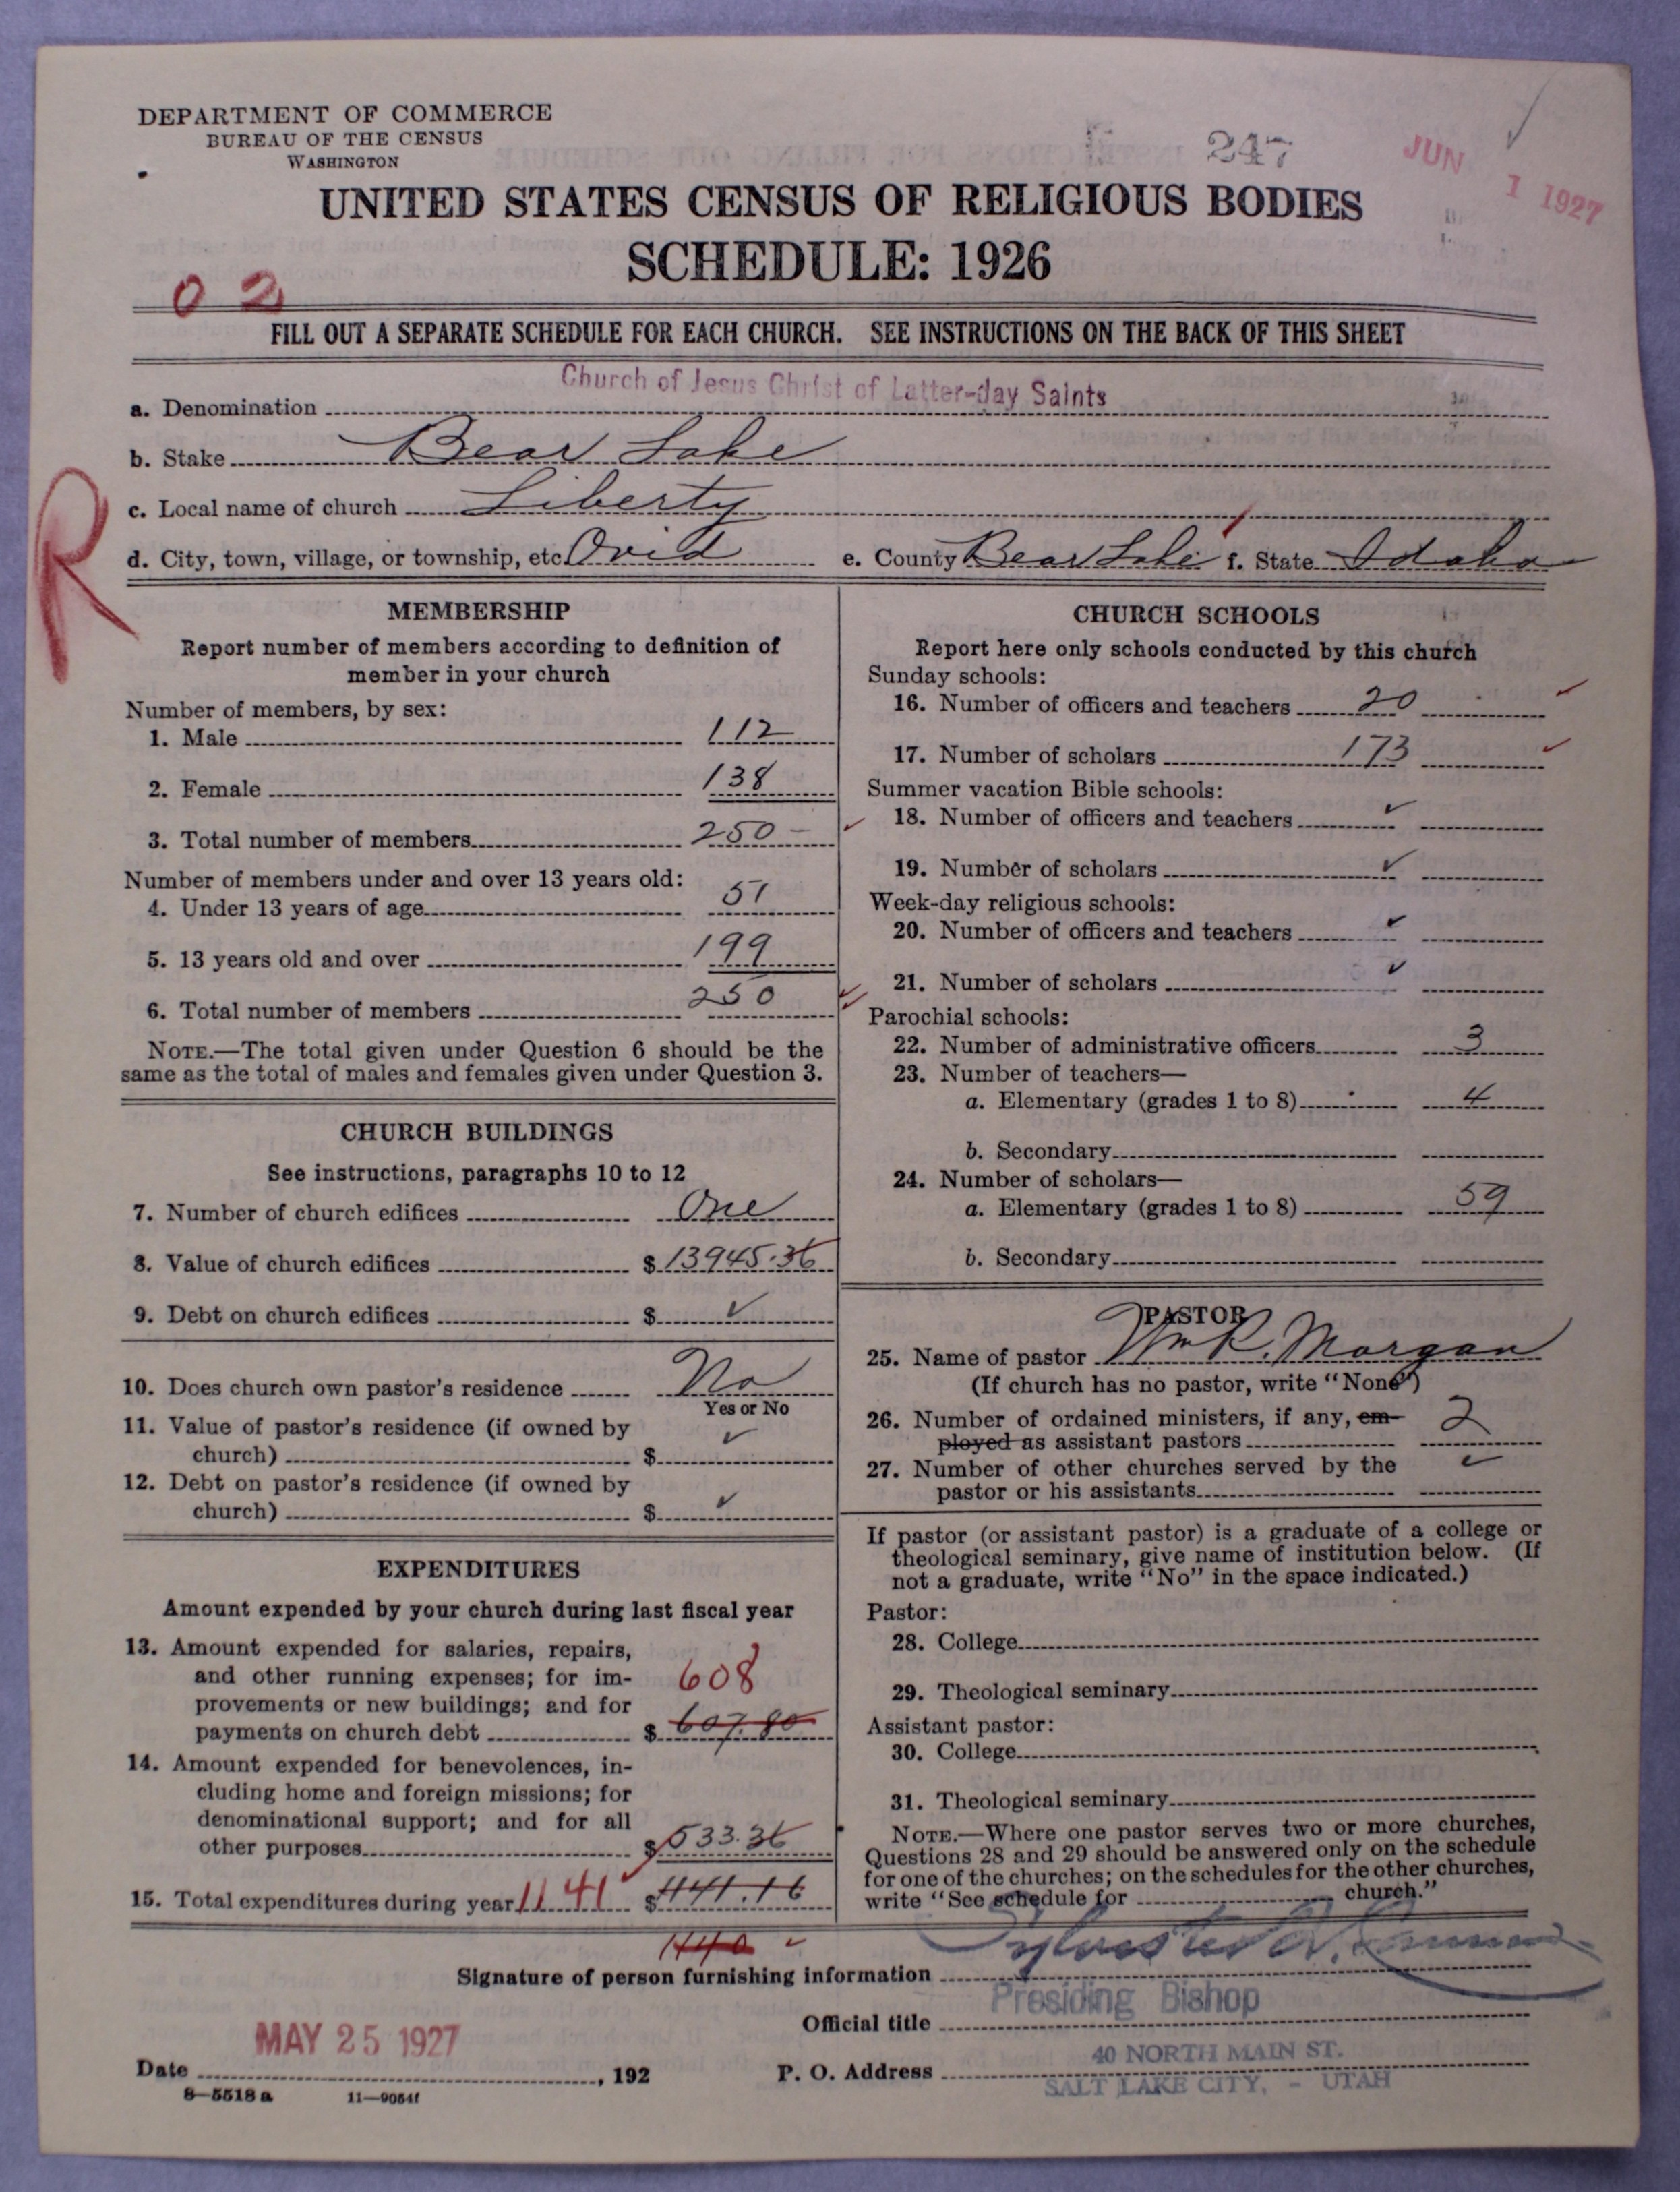 DEPARTMENT OF COMMERCE
BUREAU OF THE CENSUS
WASHINGTON
247
JUN 1 1927
UNITED STATES CENSUS OF RELIGIOUS BODIES
SCHEDULE: 1926
02
FILL OUT A SEPARATE SCHEDULE FOR EACH CHURCH. SEE INSTRUCTIONS ON THE BACK OF THIS SHEET
a. Denomination Church of Jesus Christ of Latter-day Saints
b. Stake Bear Lake
c. Local name of church Liberty
R
d. City, town, village, or township, etc. Ovid e. County Bear Lake f. State Idaho
MEMBERSHIP
Report number of members according to definition of
member in your church
Number of members, by sex:
1. Male 112
2. Female 138
3. Total number of members 250 –
Number of members under and over 13 years old:
4. Under 13 years of age 51
5. 13 years old and over 199
6. Total number of members 250
NOTE.—The total given under Question 6 should be the
same as the total of males and females given under Question 3.
CHURCH BUILDINGS
See instructions, paragraphs 10 to 12
7. Number of church edifices One
8. Value of church edifices $ 13945.36
9. Debt on church edifices $ ✓
10. Does church own pastor's residence No
Yes or No
11. Value of pastor's residence (if owned by
church) $ ✓
12. Debt on pastor's residence (if owned by
church) $ ✓
EXPENDITURES
Amount expended by your church during last fiscal year
13. Amount expended for salaries, repairs,
and other running expenses; for im-
provements or new buildings; and for
payments on church debt $ 607.80
608
14. Amount expended for benevolences, in-
cluding home and foreign missions; for
denominational support; and for all
other purposes $ 533.36
15. Total expenditures during year 1141 $ 1141.16
1140 ✓
CHURCH SCHOOLS
Report here only schools conducted by this church
Sunday schools:
16. Number of officers and teachers 20 ✓
17. Number of scholars 173 ✓
Summer vacation Bible schools:
18. Number of officers and teachers ✓
19. Number of scholars ✓
Week-day religious schools:
20. Number of officers and teachers ✓
21. Number of scholars ✓
Parochial schools:
22. Number of administrative officers 3
23. Number of teachers—
a. Elementary (grades 1 to 8) 4
b. Secondary
24. Number of scholars—
a. Elementary (grades 1 to 8) 59
b. Secondary
PASTOR
25. Name of pastor Wm R. Morgan
(If church has no pastor, write "None")
26. Number of ordained ministers, if any, em-
ployed as assistant pastors 2
27. Number of other churches served by the
pastor or his assistants ✓
If pastor (or assistant pastor) is a graduate of a college or
theological seminary, give name of institution below. (If
not a graduate, write "No" in the space indicated.)
Pastor:
28. College
29. Theological seminary
Assistant pastor:
30. College
31. Theological seminary
NOTE.—Where one pastor serves two or more churches,
Questions 28 and 29 should be answered only on the schedule
for one of the churches; on the schedules for the other churches,
write "See schedule for church."
Signature of person furnishing information Sylvester Q. Cannon
Official title Presiding Bishop
Date MAY 25 1927, 192 P. O. Address 40 NORTH MAIN ST.
SALT LAKE CITY, - UTAH
8—5518 a 11—9054f